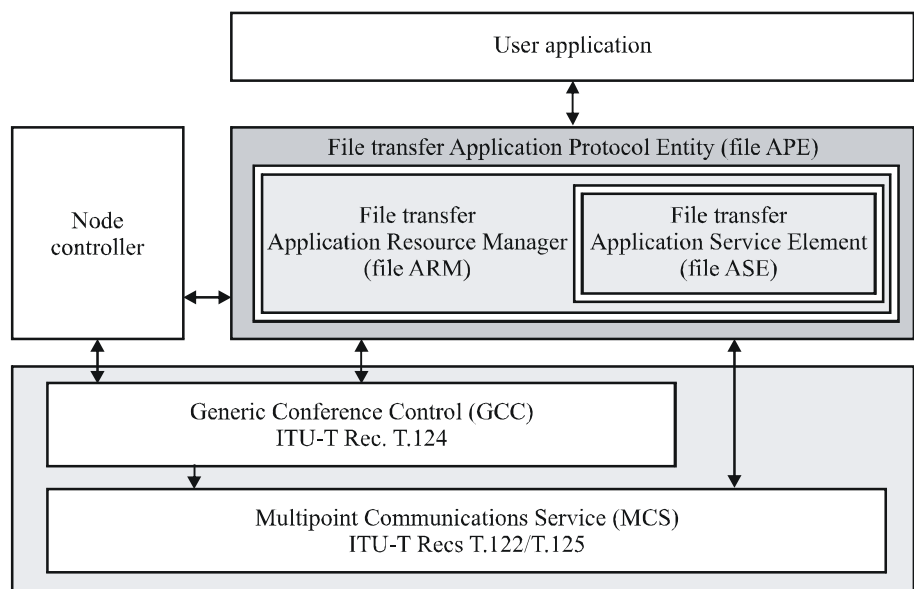 User application
File transfer Application Protocol Entity (file APE)
Node
controller
File transfer
Application Resource Manager
(file ARM)
File transfer
Application Service Element
(file ASE)
Generic Conference Control (GCC)
ITU-T Rec. T.124
Multipoint Communications Service (MCS)
ITU-T Recs T.122/T.125